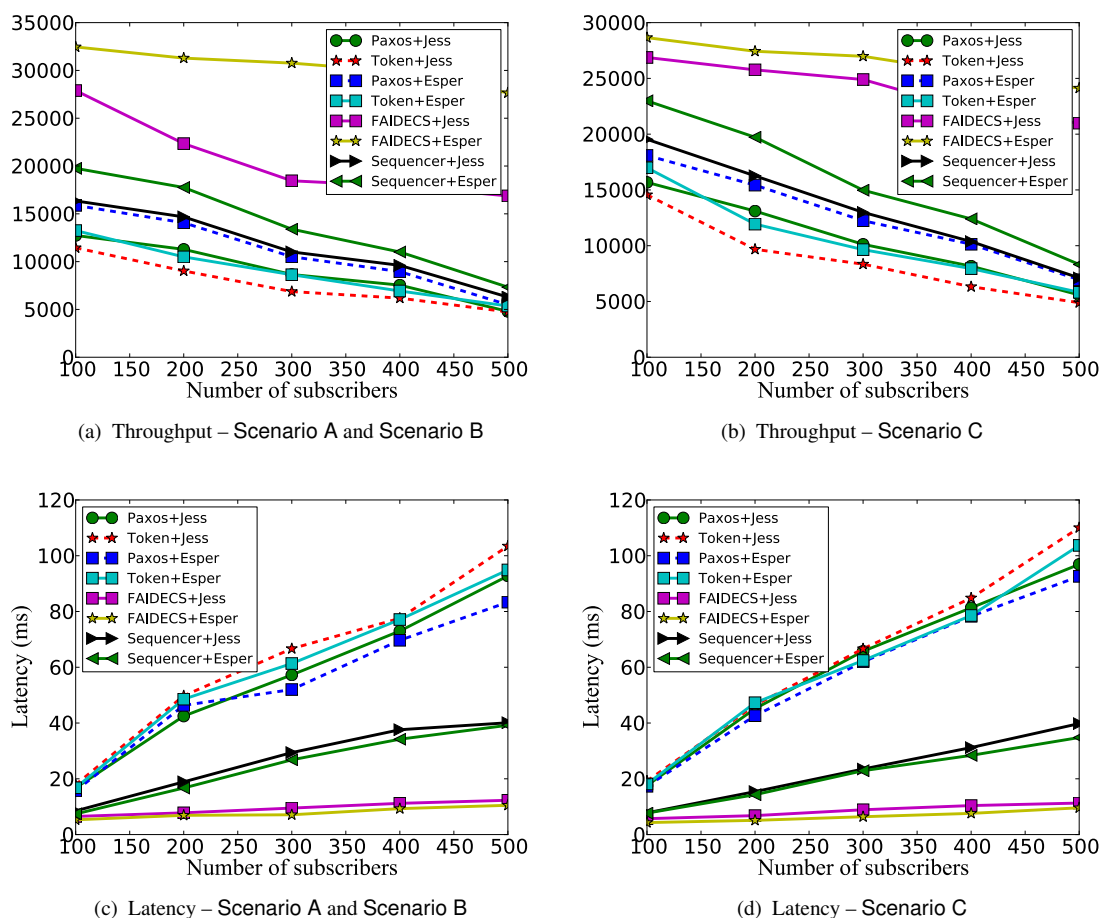 35000
30000
25000
20000
15000
10000
5000
0
100 150 200 250 300 350 400 450 500
Number of subscribers
Paxos+Jess
Token+Jess
Paxos+Esper
Token+Esper
FAIDECS+Jess
FAIDECS+Esper
Sequencer+Jess
Sequencer+Esper
(a) Throughput – Scenario A and Scenario B
30000
25000
20000
15000
10000
5000
0
100 150 200 250 300 350 400 450 500
Number of subscribers
Paxos+Jess
Token+Jess
Paxos+Esper
Token+Esper
FAIDECS+Jess
FAIDECS+Esper
Sequencer+Jess
Sequencer+Esper
(b) Throughput – Scenario C
120
100
80
60
40
20
0
Latency (ms)
100 150 200 250 300 350 400 450 500
Number of subscribers
Paxos+Jess
Token+Jess
Paxos+Esper
Token+Esper
FAIDECS+Jess
FAIDECS+Esper
Sequencer+Jess
Sequencer+Esper
(c) Latency – Scenario A and Scenario B
120
100
80
60
40
20
0
Latency (ms)
100 150 200 250 300 350 400 450 500
Number of subscribers
Paxos+Jess
Token+Jess
Paxos+Esper
Token+Esper
FAIDECS+Jess
FAIDECS+Esper
Sequencer+Jess
Sequencer+Esper
(d) Latency – Scenario C